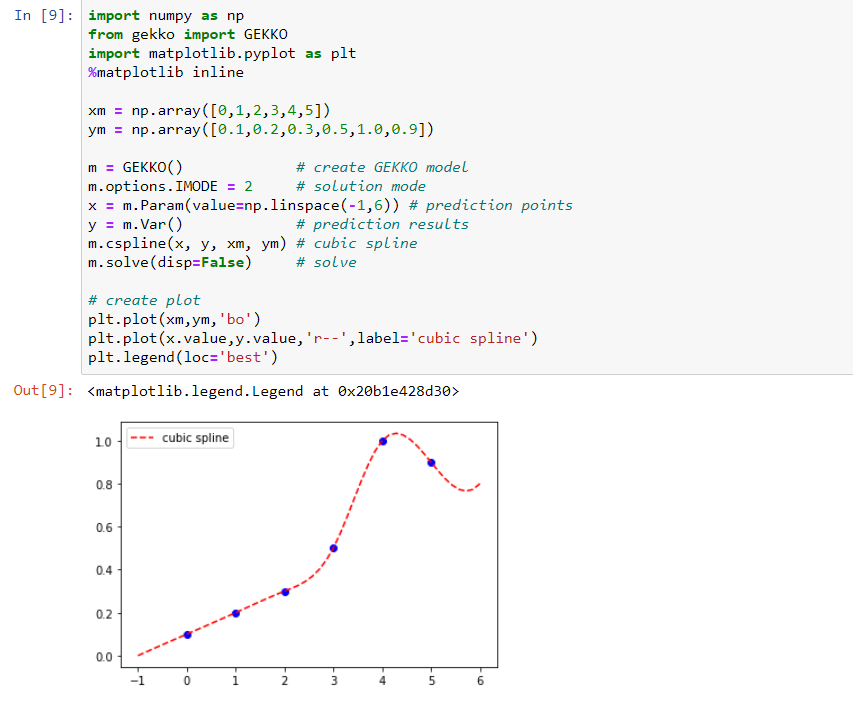 In [9]: import numpy as np
from gekko import GEKKO
import matplotlib.pyplot as plt
%matplotlib inline
xm = np.array([0,1,2,3,4,5])
ym = np.array([0.1,0.2,0.3,0.5,1.0,0.9])
m = GEKKO()             # create GEKKO model
m.options.IMODE = 2     # solution mode
x = m.Param(value=np.linspace(-1,6)) # prediction points
y = m.Var()             # prediction results
m.cspline(x, y, xm, ym) # cubic spline
m.solve(disp=False)     # solve
# create plot
plt.plot(xm,ym,'bo')
plt.plot(x.value,y.value,'r--',label='cubic spline')
plt.legend(loc='best')
Out[9]: <matplotlib.legend.Legend at 0x20b1e428d30>
cubic spline
1.0
0.8
0.6
0.4
0.2
0.0
−1 0 1 2 3 4 5 6